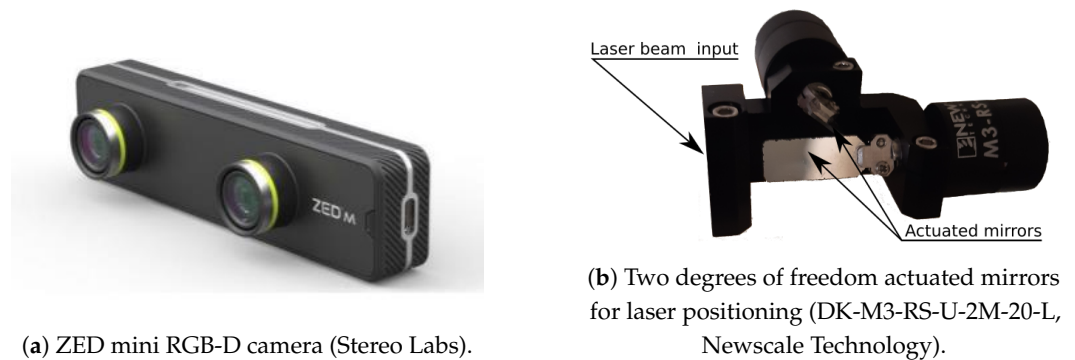 Laser beam input
ZED M
NEW
M3-RS
Actuated mirrors
(b) Two degrees of freedom actuated mirrors
for laser positioning (DK-M3-RS-U-2M-20-L,
(a) ZED mini RGB-D camera (Stereo Labs).
Newscale Technology).